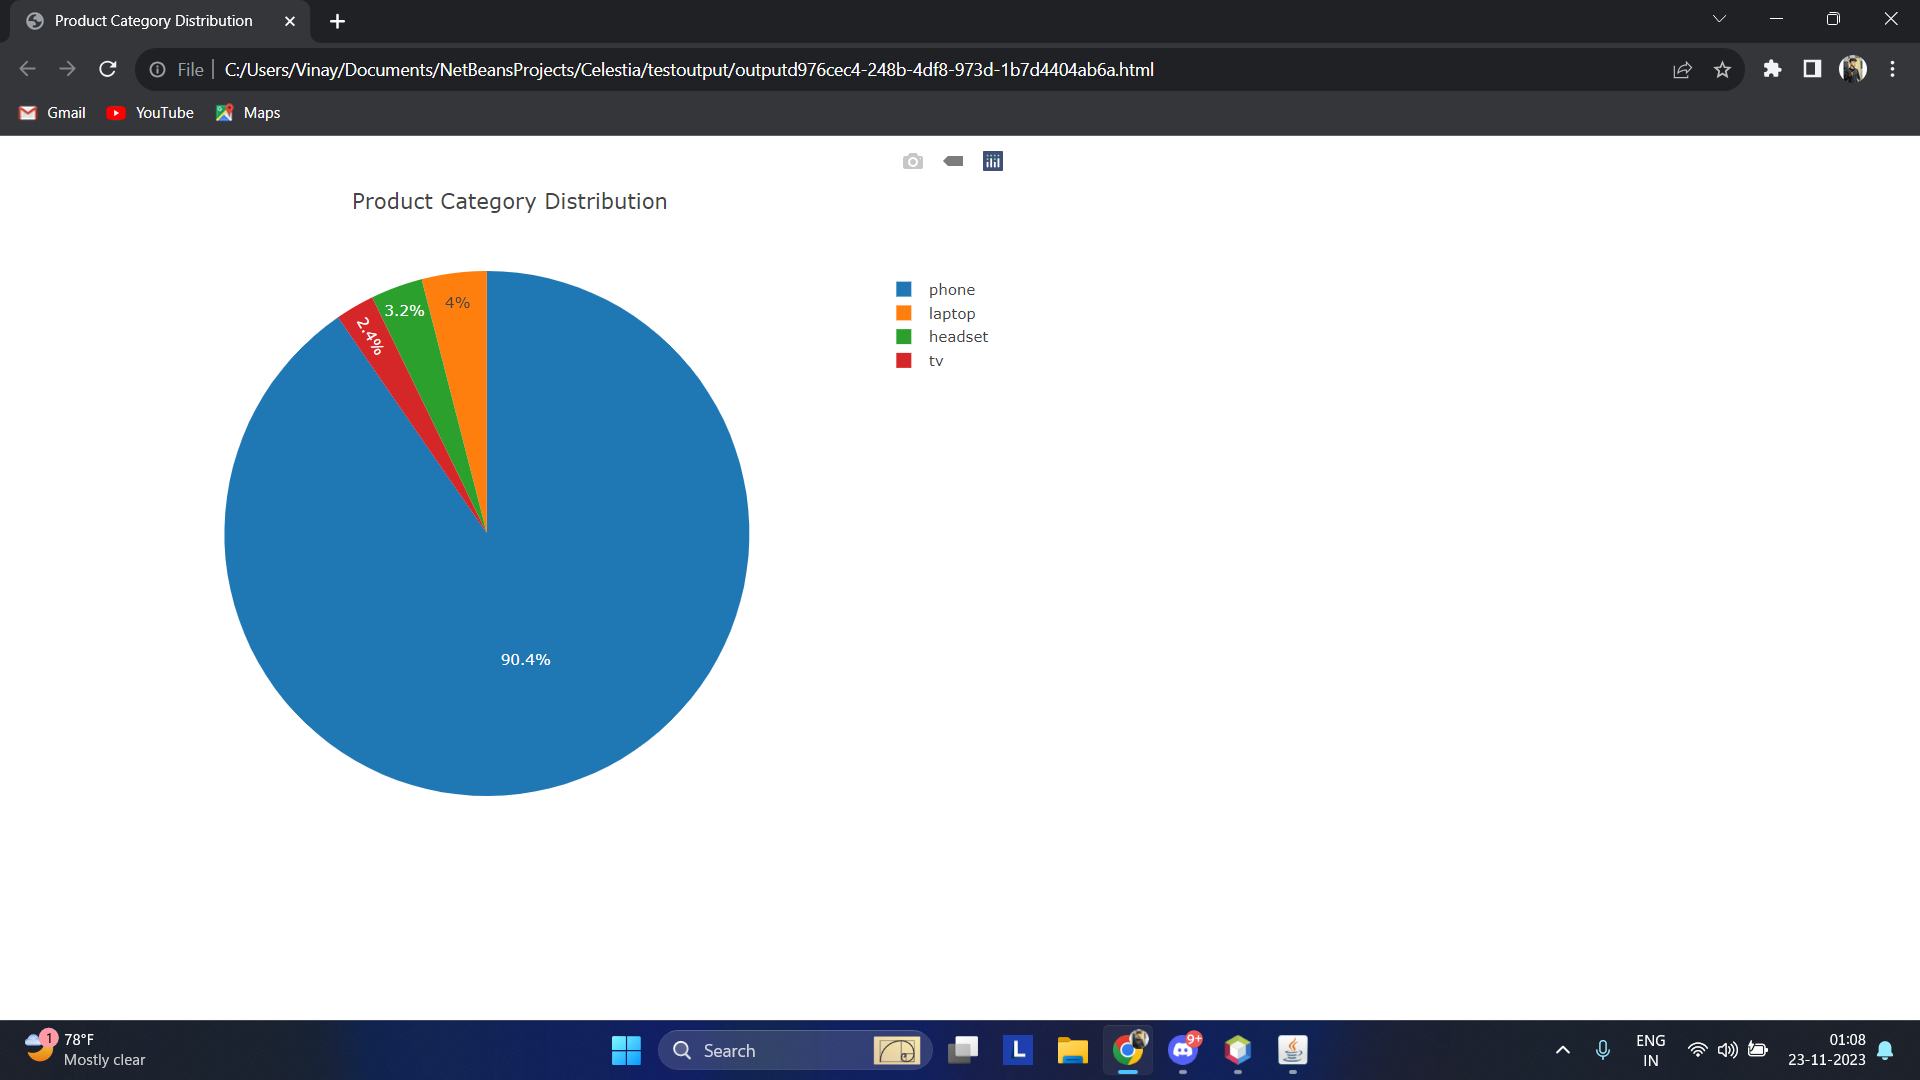 Product Category Distribution
File
C:/Users/Vinay/Documents/NetBeansProjects/Celestia/testoutput/outputd976cec4-248b-4df8-973d-1b7d4404ab6a.html
Gmail
YouTube
Maps
Product Category Distribution
phone
laptop
headset
tv
4%
3.2%
2.4%
90.4%
1
78°F
Mostly clear
Search
L
9+
ENG
IN
01:08
23-11-2023